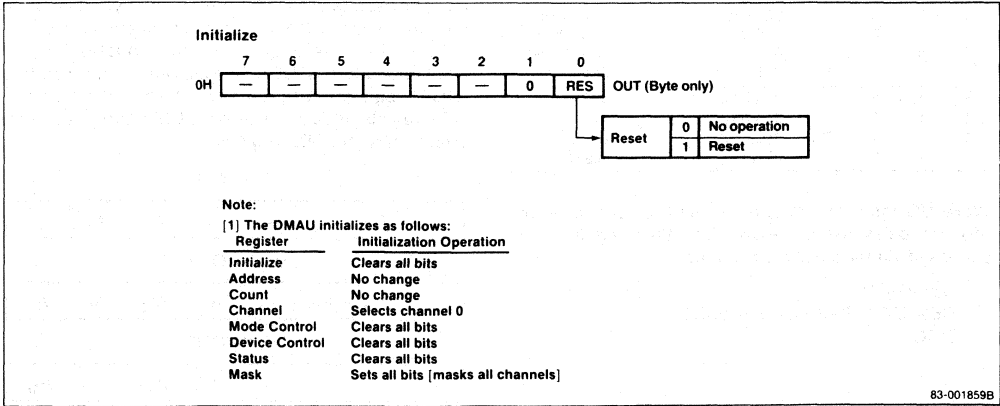 Initialize
7 6 5 4 3 2 1 0
0H — — — — — — 0 RES OUT (Byte only)
Reset 0 No operation
1 Reset
Note:
[1] The DMAU initializes as follows:
Register Initialization Operation
Initialize Clears all bits
Address No change
Count No change
Channel Selects channel 0
Mode Control Clears all bits
Device Control Clears all bits
Status Clears all bits
Mask Sets all bits [masks all channels]
83-001859B